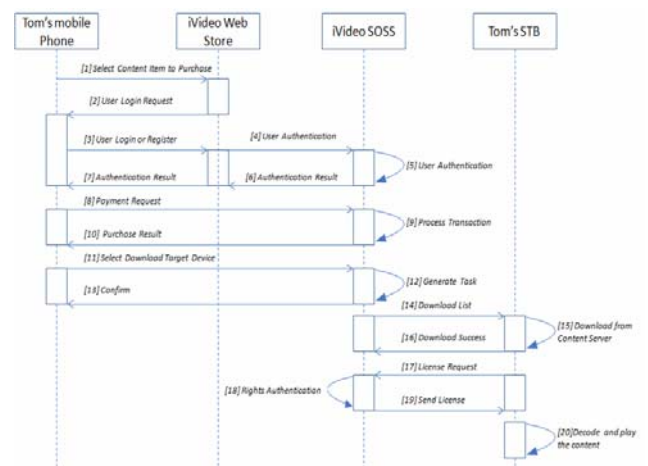 Tom's mobile
Phone
iVideo Web
Store
iVideo SOSS
Tom's STB
[1]Select Content Item to Purchase
[2]User Login Request
[3]User Login or Register
[4]User Authentication
[5]User Authentication
[7]Authentication Result
[6]Authentication Result
[8]Payment Request
[9]Process Transaction
[10] Purchase Result
[11]Select Download Target Device
[12]Generate Task
[13]Confirm
[14]Download List
[15]Download from
Content Server
[16]Download Success
[17]License Request
[18]Rights Authentication
[19]Send License
[20]Decode and play
the content